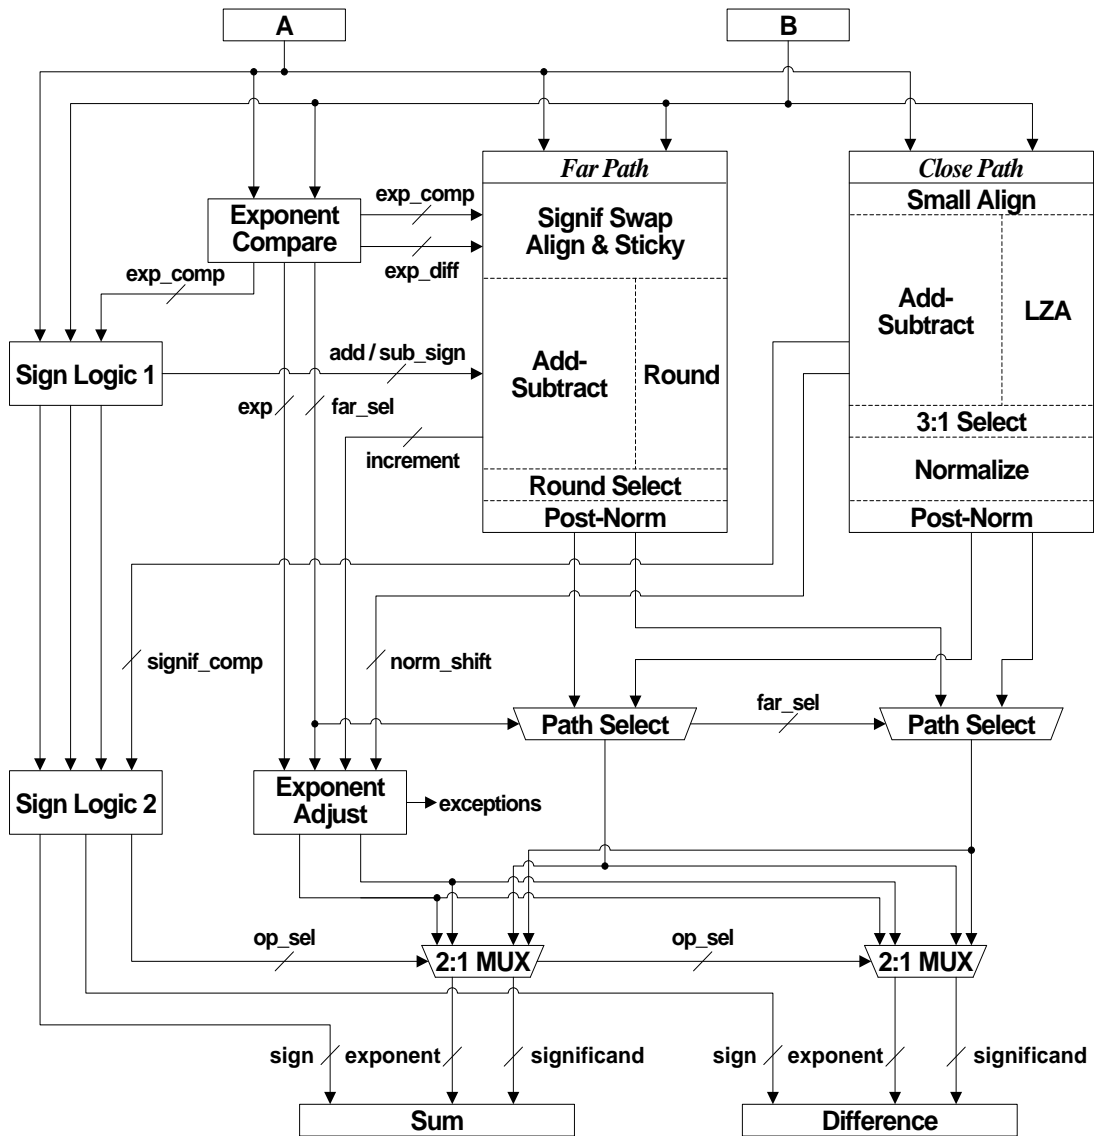 A
B
Far Path
Close Path
exp_comp
Small Align
Exponent
Compare
Signif Swap
Align & Sticky
exp_diff
exp_comp
Add-
Subtract
LZA
add / sub_sign
Sign Logic 1
Add-
Subtract
Round
exp
far_sel
3:1 Select
increment
Normalize
Round Select
Post-Norm
Post-Norm
signif_comp
norm_shift
far_sel
Path Select
Path Select
Sign Logic 2
Exponent
Adjust
exceptions
op_sel
op_sel
2:1 MUX
2:1 MUX
sign
exponent
significand
sign
exponent
significand
Sum
Difference